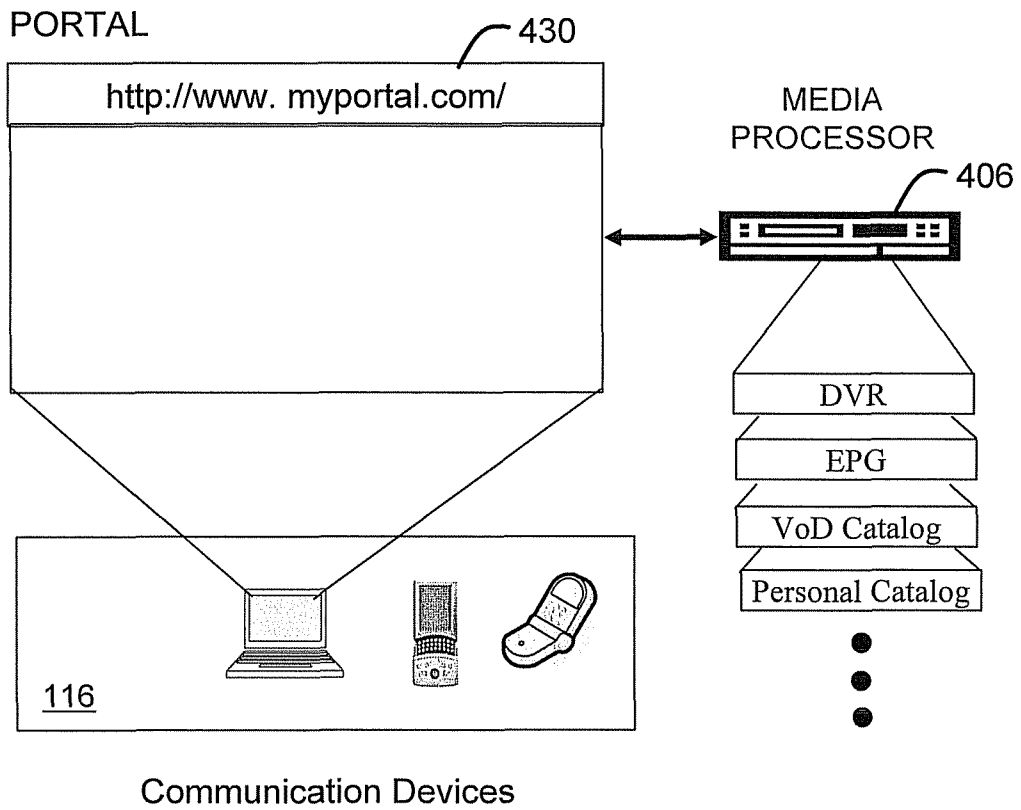 PORTAL
430
http://www. myportal.com/
MEDIA
PROCESSOR
406
DVR
EPG
VoD Catalog
Personal Catalog
116
Communication Devices